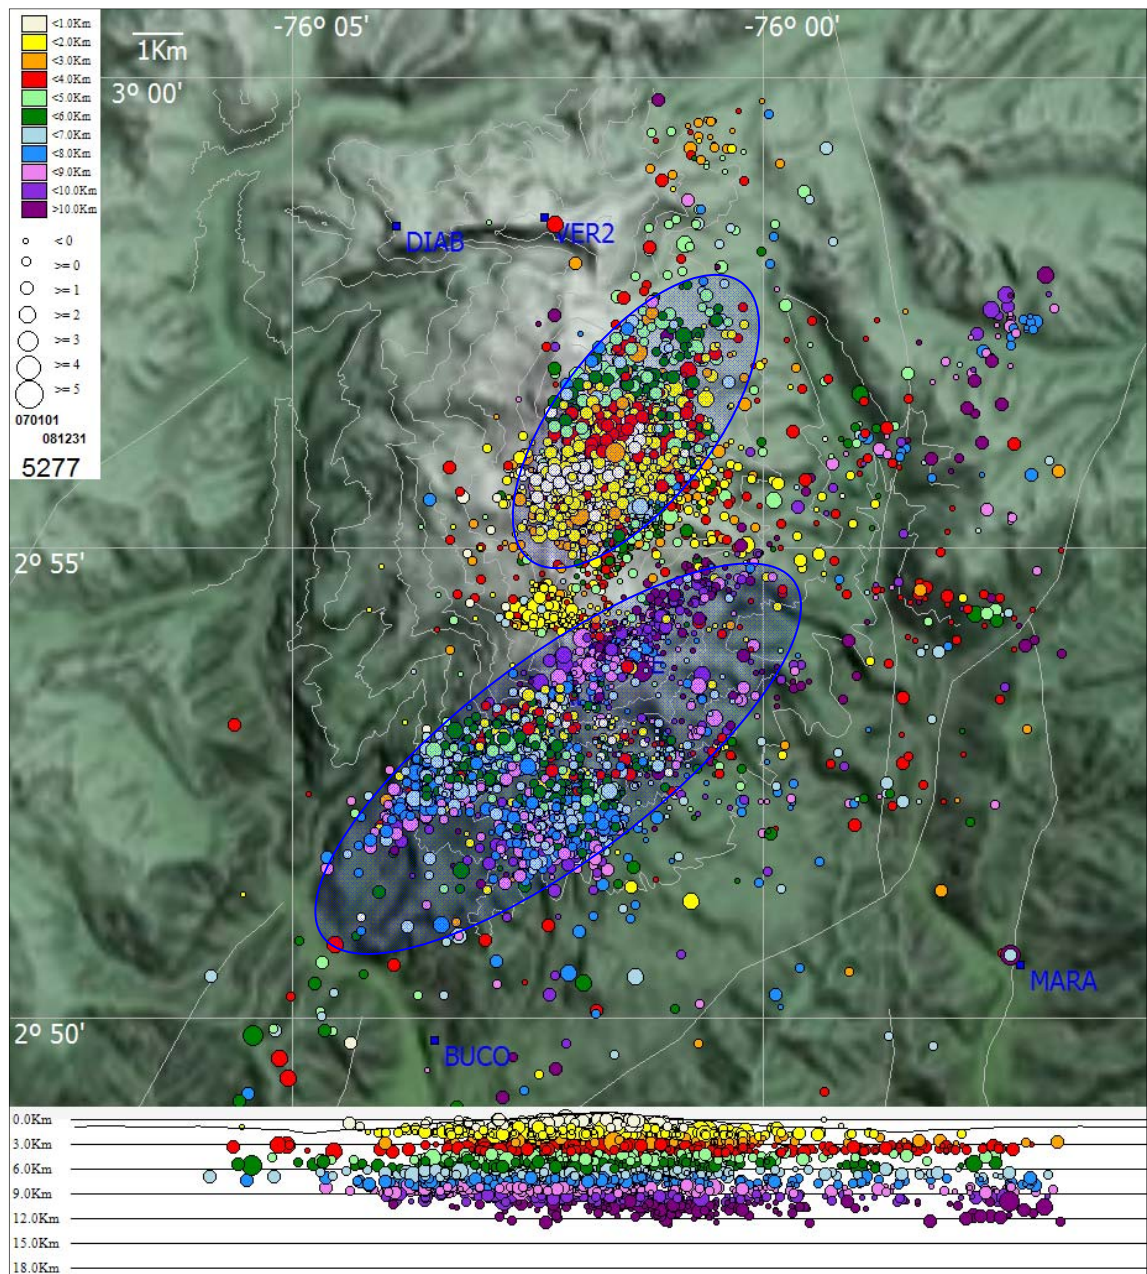 -76º 05'
-76º 00'
1Km
3º 00'
<1.0Km
<2.0Km
<3.0Km
<4.0Km
<5.0Km
<6.0Km
<7.0Km
<8.0Km
<9.0Km
<10.0Km
>10.0Km
< 0
>= 0
>= 1
>= 2
>= 3
>= 4
>= 5
070101
081231
5277
DIAB
VER2
2º 55'
MARA
2º 50'
BUCO
0.0Km
3.0Km
6.0Km
9.0Km
12.0Km
15.0Km
18.0Km